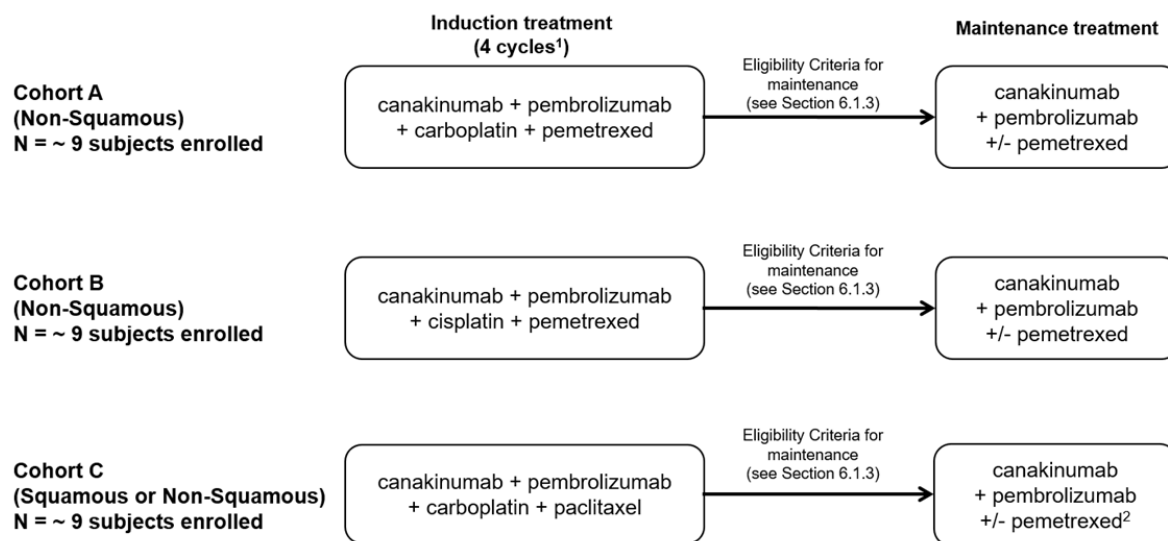 Induction treatment
(4 cycles¹)
Maintenance treatment
Cohort A
(Non-Squamous)
N = ~ 9 subjects enrolled
canakinumab + pembrolizumab
+ carboplatin + pemetrexed
Eligibility Criteria for
maintenance
(see Section 6.1.3)
canakinumab
+ pembrolizumab
+/- pemetrexed
Cohort B
(Non-Squamous)
N = ~ 9 subjects enrolled
canakinumab + pembrolizumab
+ cisplatin + pemetrexed
Eligibility Criteria for
maintenance
(see Section 6.1.3)
canakinumab
+ pembrolizumab
+/- pemetrexed
Cohort C
(Squamous or Non-Squamous)
N = ~ 9 subjects enrolled
canakinumab + pembrolizumab
+ carboplatin + paclitaxel
Eligibility Criteria for
maintenance
(see Section 6.1.3)
canakinumab
+ pembrolizumab
+/- pemetrexed²